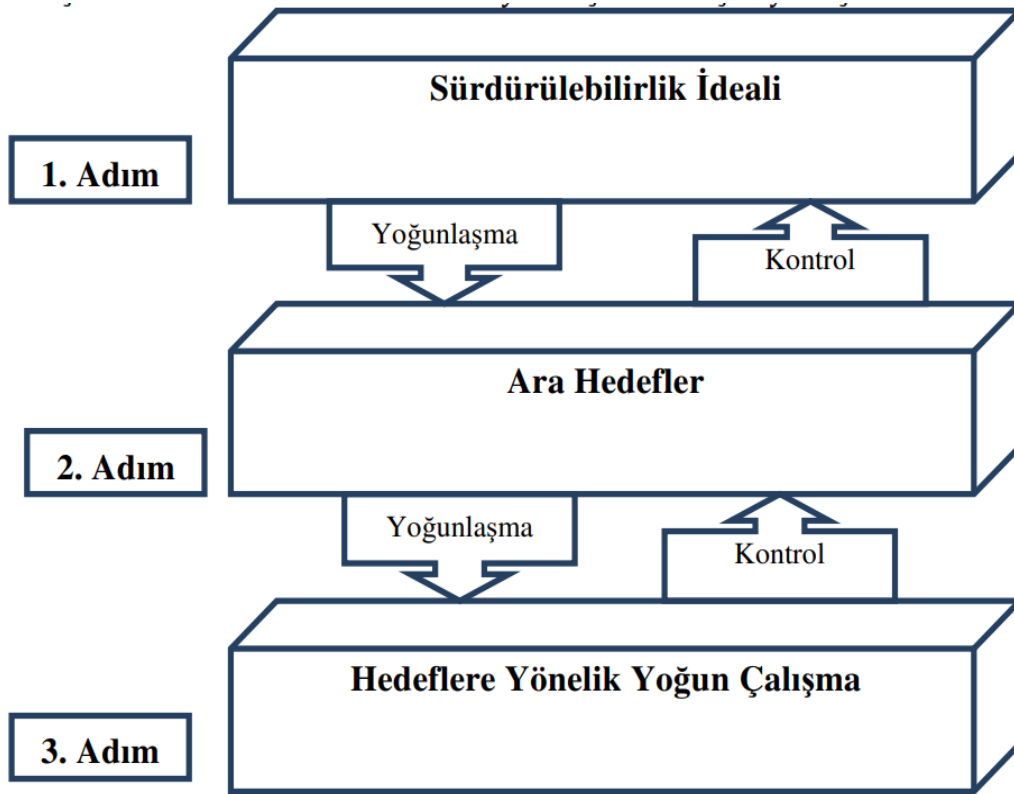 Sürdürülebilirlik İdeali
1. Adım
Yoğunlaşma
Kontrol
Ara Hedefler
2. Adım
Yoğunlaşma
Kontrol
Hedeflere Yönelik Yoğun Çalışma
3. Adım